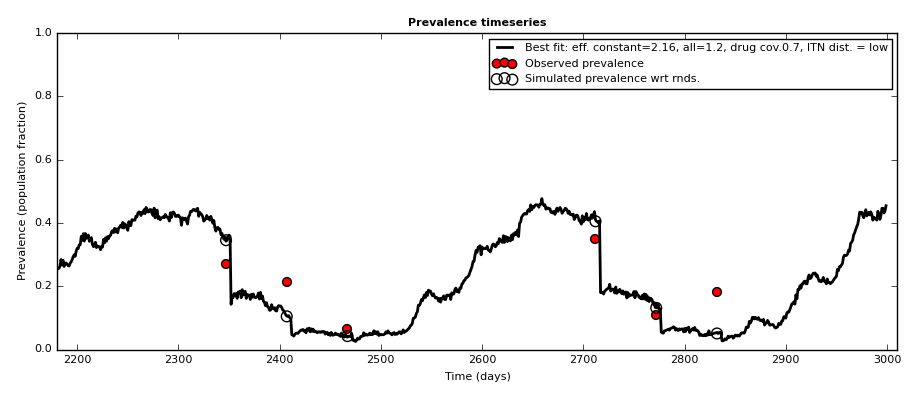 Prevalence timeseries
1.0
0.8
0.6
0.4
0.2
0.0
Prevalence (population fraction)
Best fit: eff. constant=2.16, all=1.2, drug cov.0.7, ITN dist. = low
Observed prevalence
Simulated prevalence wrt rnds.
2200 2300 2400 2500 2600 2700 2800 2900 3000
Time (days)